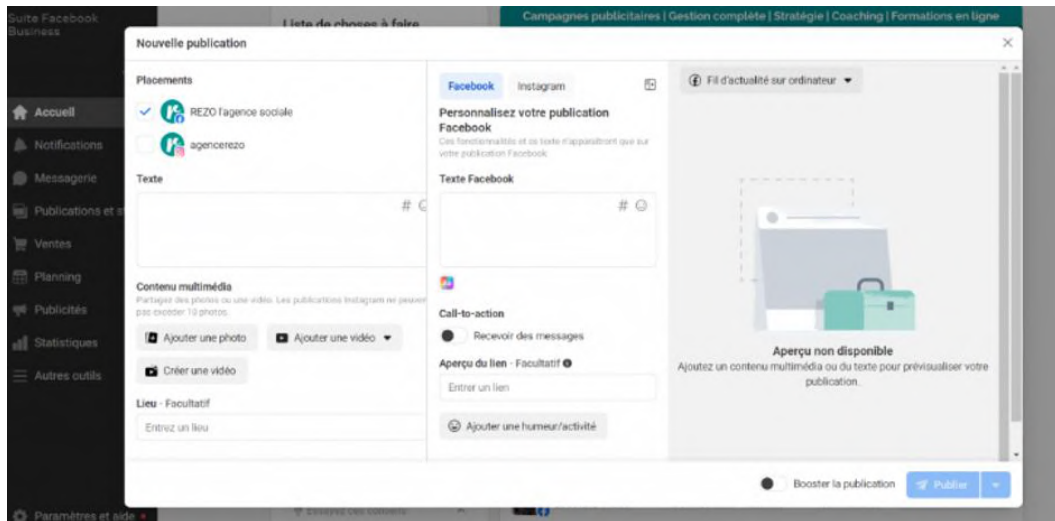 Suite Facebook
Business
Liste de choses à faire
Campagnes publicitaires | Gestion complète | Stratégie | Coaching | Formations en ligne
Nouvelle publication
Accueil
Notifications
Messagerie
Publications et
Ventes
Planning
Publicités
Statistiques
Autres outils
Paramètres et aide
Placements
REZO l'agence sociale
agencerezo
Texte
#
Contenu multimédia
Partagez des photos ou une vidéo. Les publications Instagram ne peuvent
pas excéder 10 photos.
Ajouter une photo
Ajouter une vidéo
Créer une vidéo
Lieu - Facultatif
Entrez un lieu
Facebook
Instagram
Personnalisez votre publication
Facebook
Ces fonctionnalités et ce texte n'apparaîtront que sur
votre publication Facebook.
Texte Facebook
#
Call-to-action
Recevoir des messages
Aperçu du lien - Facultatif
Entrer un lien
Ajouter une humeur/activité
Fil d'actualité sur ordinateur
Aperçu non disponible
Ajoutez un contenu multimédia ou du texte pour prévisualiser votre
publication.
Booster la publication
Publier